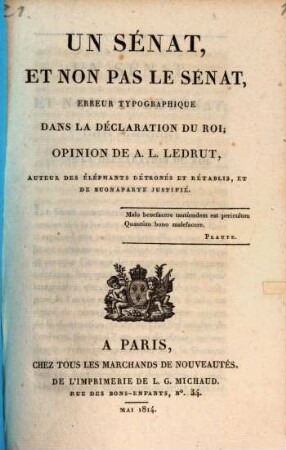 UN SÉNAT,
ET NON PAS LE SÉNAT,
ERREUR TYPOGRAPHIQUE
DANS LA DÉCLARATION DU ROI;
OPINION DE A. L. LEDRUT,
AUTEUR DES ÉLÉPHANTS DÉTRONÉS ET RÉTABLIS, ET
DE BUONAPARTE JUSTIFIÉ.
Malo benefacere tantumdem est periculum
Quantùm bono malefacere.
PLAUTE.
A PARIS,
CHEZ TOUS LES MARCHANDS DE NOUVEAUTÉS.
DE L'IMPRIMERIE DE L. G. MICHAUD.
RUE DES BONS-ENFANTS, N°. 34.
MAI 1814.